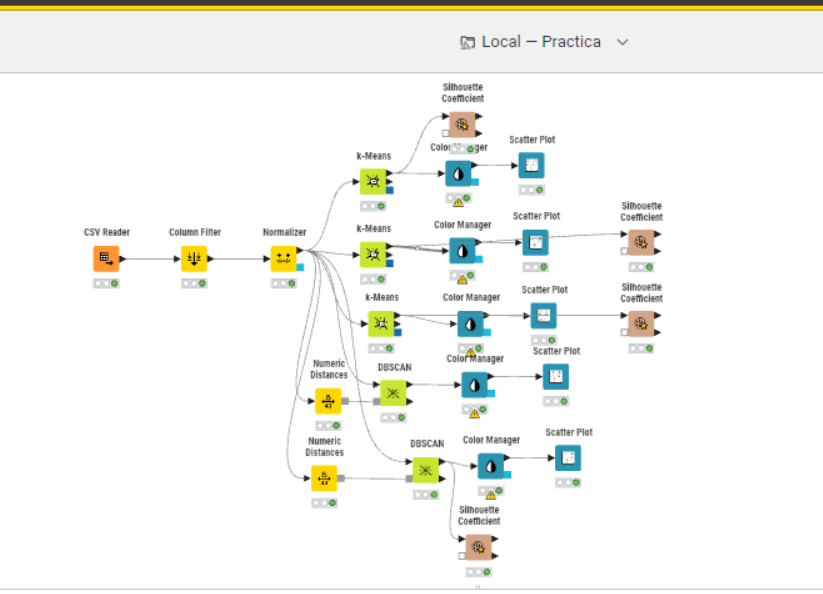 Local — Practica
Silhouette
Coefficient
k-Means
Color Manager
Scatter Plot
CSV Reader
Column Filter
Normalizer
k-Means
Color Manager
Scatter Plot
Silhouette
Coefficient
k-Means
Color Manager
Scatter Plot
Silhouette
Coefficient
Numeric
Distances
DBSCAN
Color Manager
Scatter Plot
Numeric
Distances
DBSCAN
Color Manager
Scatter Plot
Silhouette
Coefficient